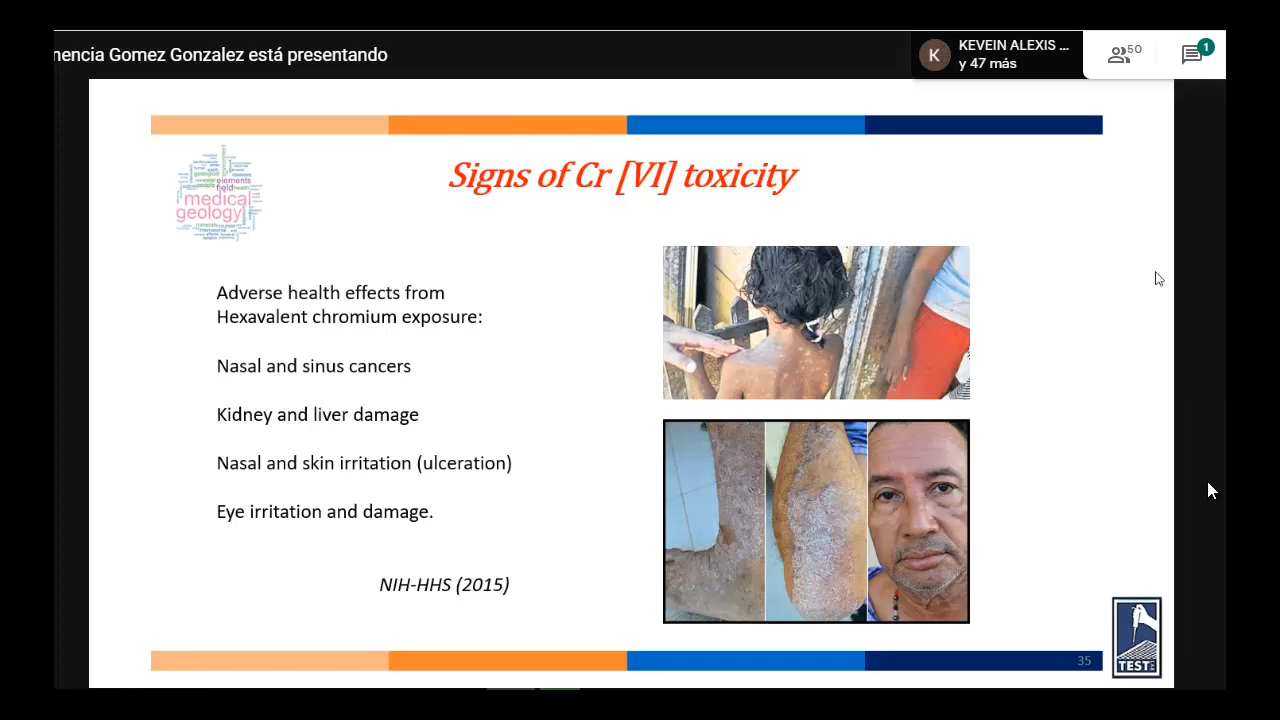 nencia Gomez Gonzalez está presentando
K
KEVEIN ALEXIS ...
y 47 más
50
1
Signs of Cr [VI] toxicity
elements
field
medical
geology
Adverse health effects from
Hexavalent chromium exposure:
Nasal and sinus cancers
Kidney and liver damage
Nasal and skin irritation (ulceration)
Eye irritation and damage.
NIH-HHS (2015)
35
TEST